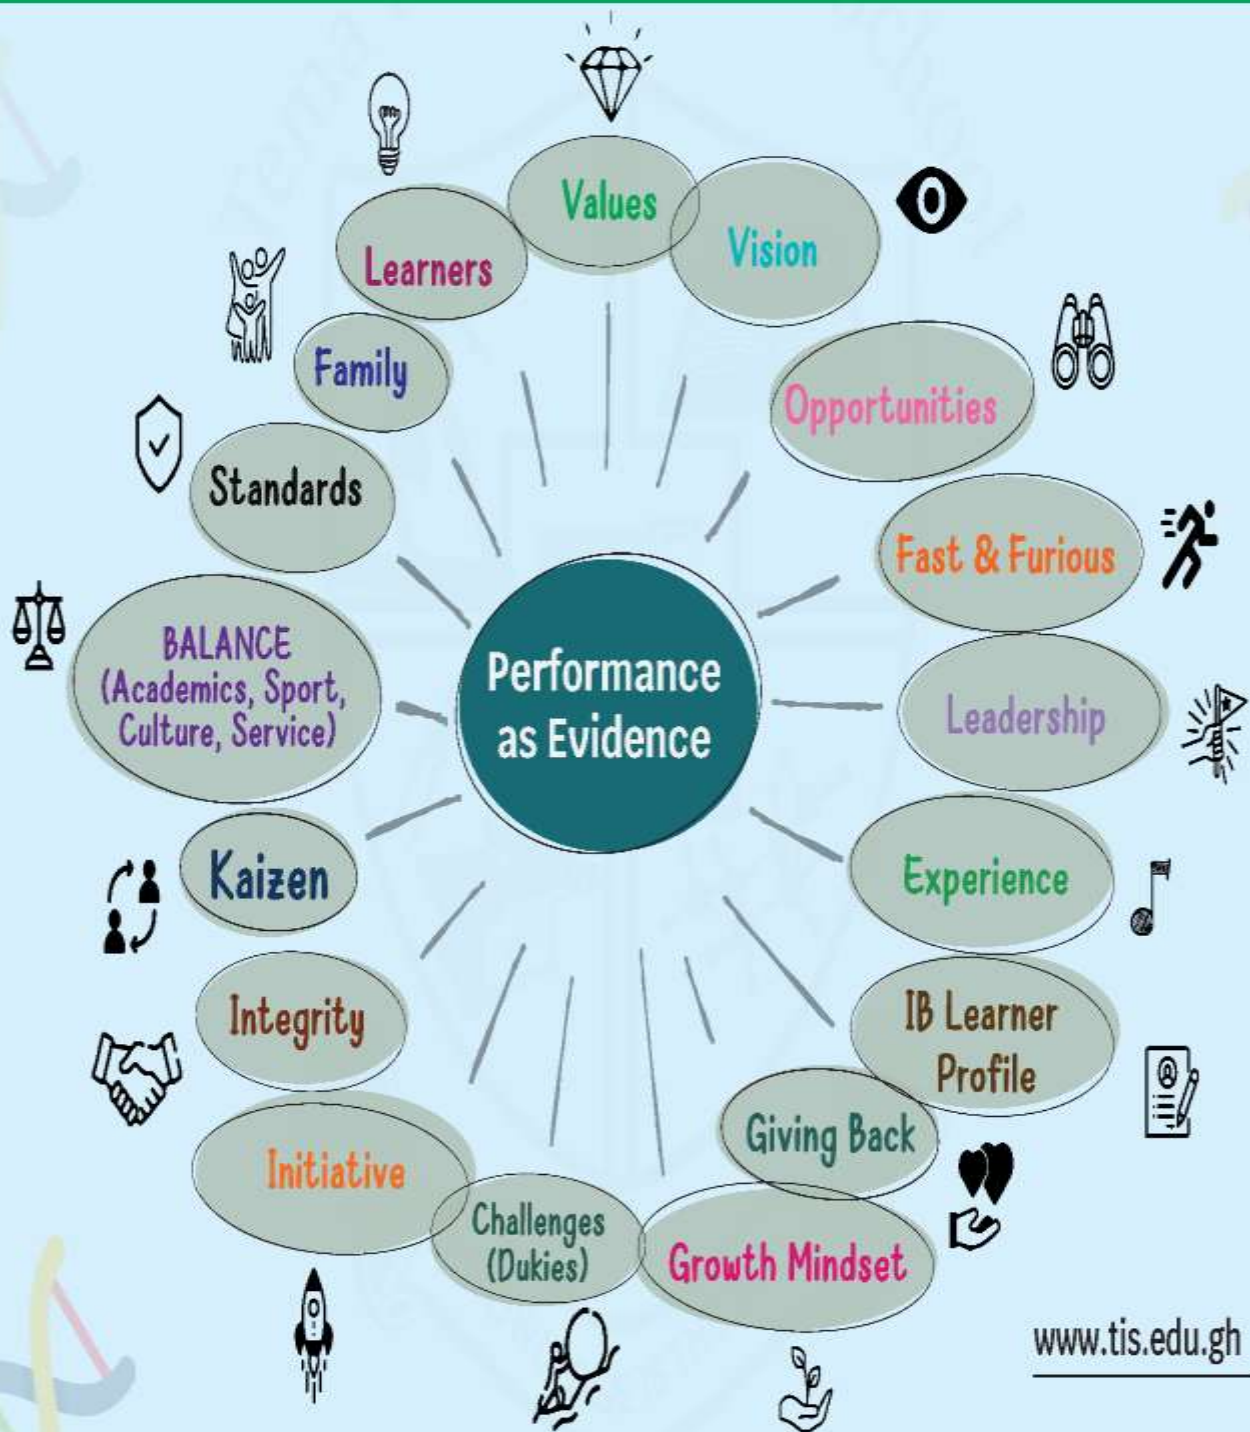 Values
Vision
Learners
Family
Opportunities
Standards
Fast & Furious
BALANCE
(Academics, Sport,
Culture, Service)
Performance
as Evidence
Leadership
Kaizen
Experience
Integrity
IB Learner
Profile
Giving Back
Initiative
Challenges
(Dukies)
Growth Mindset
www.tis.edu.gh